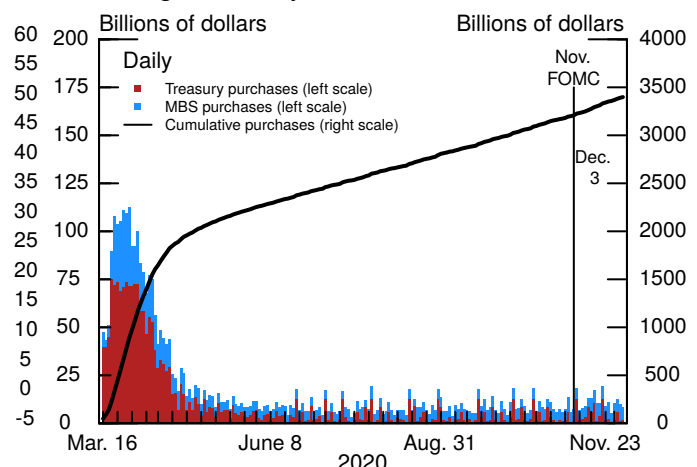 Billions of dollars
Billions of dollars
60
55
50
45
40
35
30
25
20
15
10
5
0
-5
200
175
150
125
100
75
50
25
0
4000
3500
3000
2500
2000
1500
1000
500
0
Daily
Treasury purchases (left scale)
MBS purchases (left scale)
Cumulative purchases (right scale)
Nov.
FOMC
Dec.
3
Mar. 16
June 8
Aug. 31
Nov. 23
2020